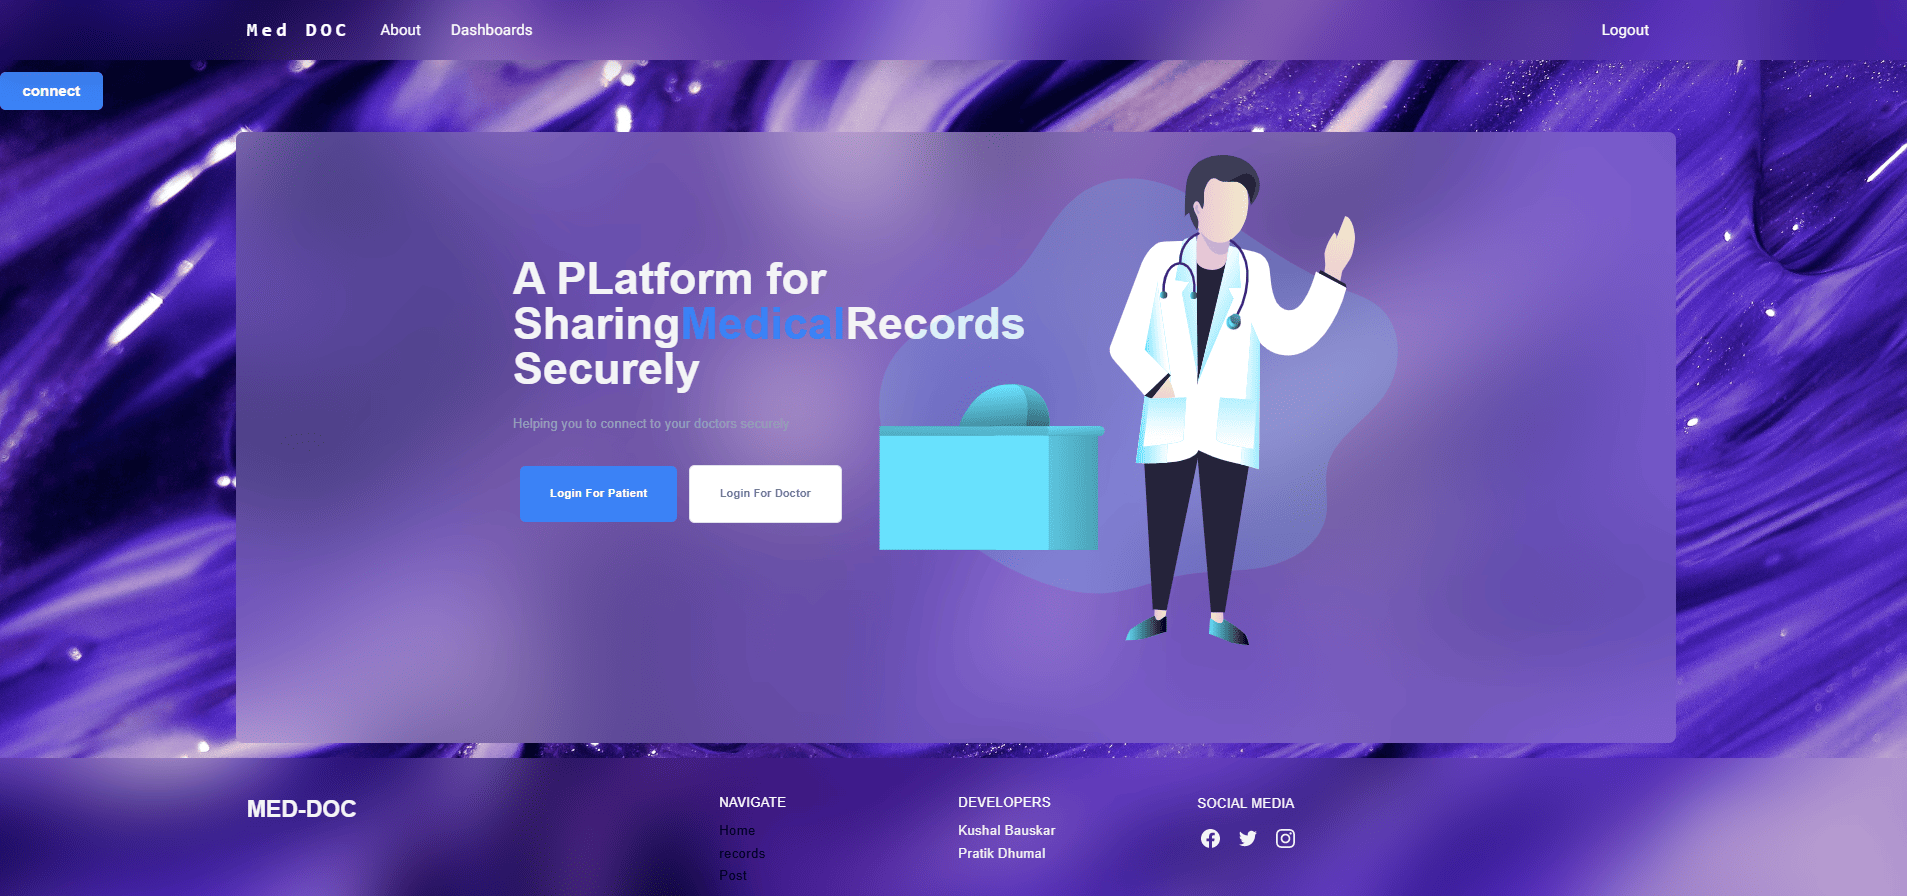 Med DOC
About
Dashboards
Logout
connect
A PLatform for
SharingMedicalRecords
Securely
Helping you to connect to your doctors securely
Login For Patient
Login For Doctor
MED-DOC
NAVIGATE
Home
records
Post
DEVELOPERS
Kushal Bauskar
Pratik Dhumal
SOCIAL MEDIA